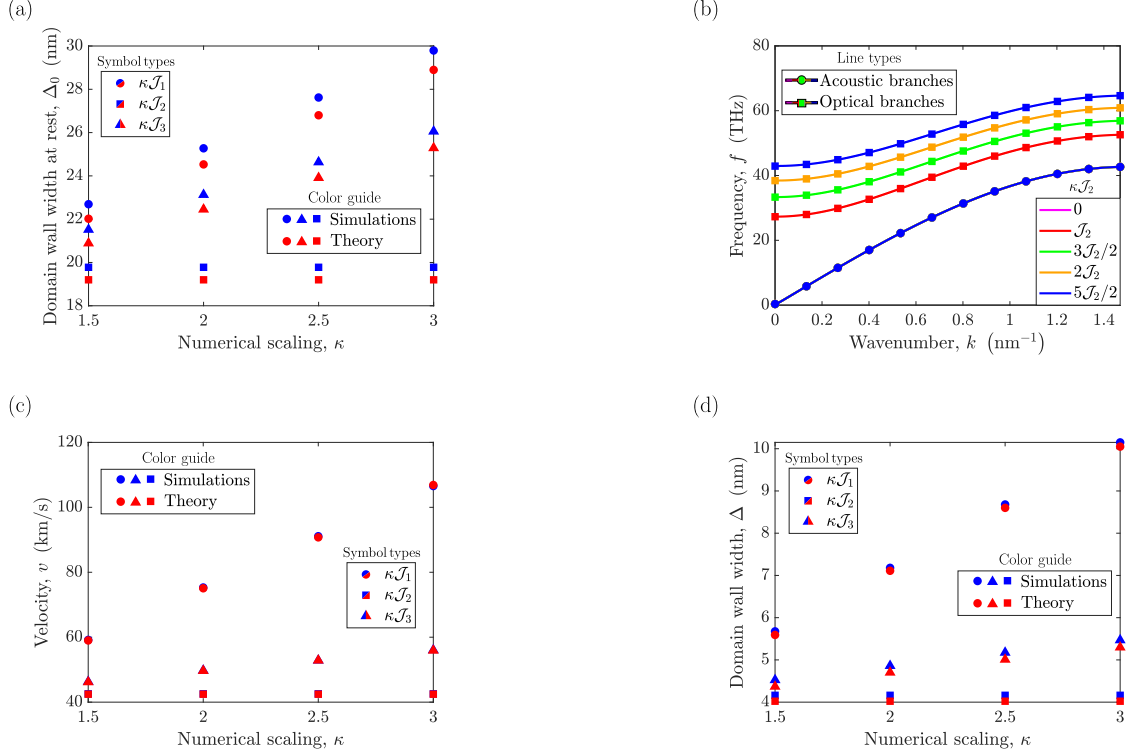 (a)
Domain wall width at rest, Δ₀ (nm)
30
28
26
24
22
20
18
1.5
2
2.5
3
Numerical scaling, κ
Symbol types
κ𝒥₁
κ𝒥₂
κ𝒥₃
Color guide
Simulations
Theory
(b)
Frequency, f (THz)
80
60
40
20
0
0
0.2
0.4
0.6
0.8
1
1.2
1.4
Wavenumber, k (nm⁻¹)
Line types
Acoustic branches
Optical branches
κ𝒥₂
0
𝒥₂
3𝒥₂/2
2𝒥₂
5𝒥₂/2
(c)
Velocity, v (km/s)
120
100
80
60
40
1.5
2
2.5
3
Numerical scaling, κ
Color guide
Simulations
Theory
Symbol types
κ𝒥₁
κ𝒥₂
κ𝒥₃
(d)
Domain wall width, Δ (nm)
10
9
8
7
6
5
4
1.5
2
2.5
3
Numerical scaling, κ
Symbol types
κ𝒥₁
κ𝒥₂
κ𝒥₃
Color guide
Simulations
Theory